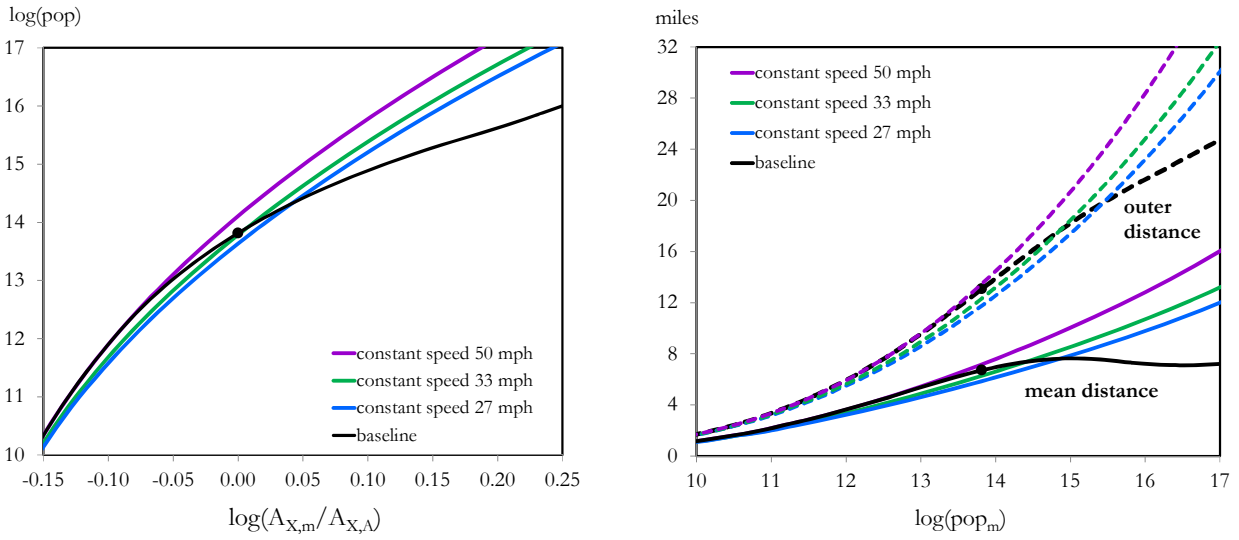 log(pop)
17
16
15
14
13
12
11
10
constant speed 50 mph
constant speed 33 mph
constant speed 27 mph
baseline
-0.15 -0.10 -0.05 0.00 0.05 0.10 0.15 0.20 0.25
log(A_{X,m}/A_{X,A})
miles
32
28
24
20
16
12
8
4
0
constant speed 50 mph
constant speed 33 mph
constant speed 27 mph
baseline
outer
distance
mean distance
10 11 12 13 14 15 16 17
log(pop_m)